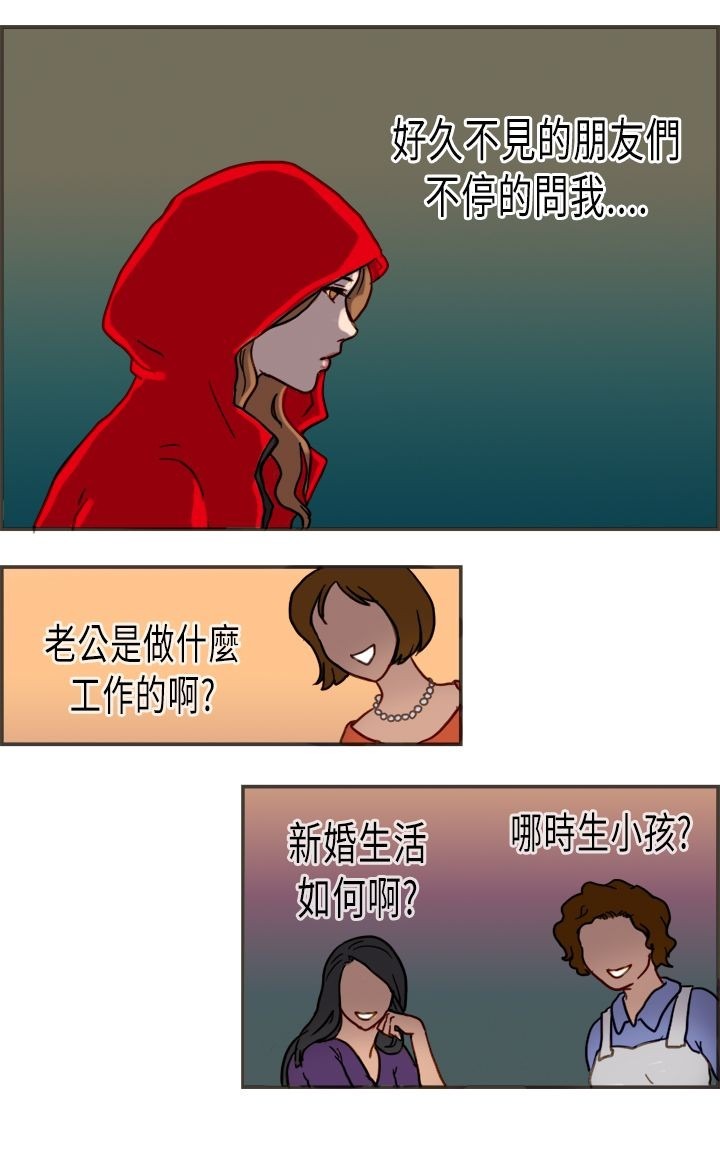 好久不見的朋友們
不停的問我....
老公是做什麼
工作的啊?
新婚生活
如何啊?
哪時生小孩?